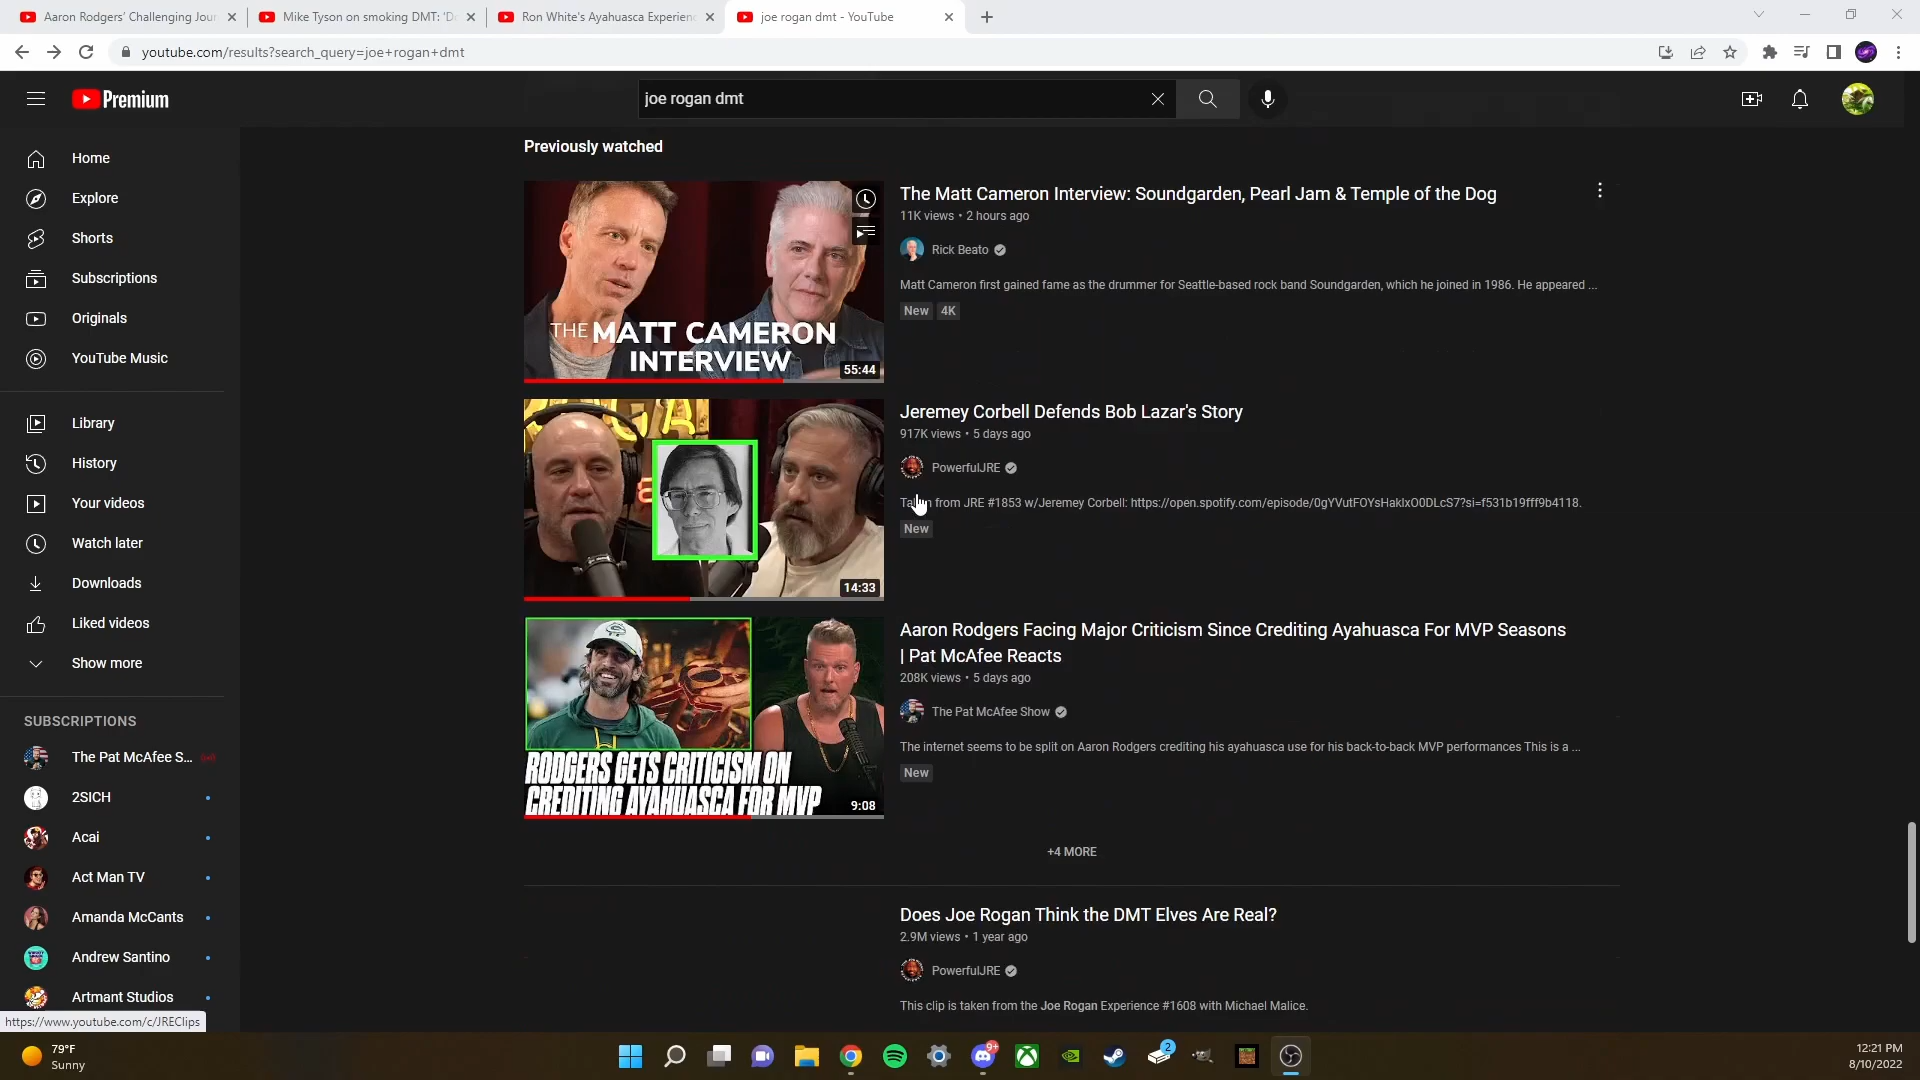 Aaron Rodgers' Challenging Jour
Mike Tyson on smoking DMT: 'D
Ron White's Ayahuasca Experien
joe rogan dmt - YouTube
youtube.com/results?search_query=joe+rogan+dmt
Premium
joe rogan dmt
Home
Explore
Shorts
Subscriptions
Originals
YouTube Music
Library
History
Your videos
Watch later
Downloads
Liked videos
Show more
SUBSCRIPTIONS
The Pat McAfee S...
2SICH
Acai
Act Man TV
Amanda McCants
Andrew Santino
Artmant Studios
https://www.youtube.com/c/JREClips
Previously watched
THE MATT CAMERON
INTERVIEW
55:44
The Matt Cameron Interview: Soundgarden, Pearl Jam & Temple of the Dog
11K views • 2 hours ago
Rick Beato
Matt Cameron first gained fame as the drummer for Seattle-based rock band Soundgarden, which he joined in 1986. He appeared ...
New 4K
14:33
Jeremey Corbell Defends Bob Lazar's Story
917K views • 5 days ago
PowerfulJRE
from JRE #1853 w/Jeremey Corbell: https://open.spotify.com/episode/0gYVutFOYsHaklxO0DLcS7?si=f531b19fff9b4118.
New
RODGERS GETS CRITICISM ON
CREDITING AYAHUASCA FOR MVP
9:08
Aaron Rodgers Facing Major Criticism Since Crediting Ayahuasca For MVP Seasons
| Pat McAfee Reacts
208K views • 5 days ago
The Pat McAfee Show
The internet seems to be split on Aaron Rodgers crediting his ayahuasca use for his back-to-back MVP performances This is a ...
New
+4 MORE
Does Joe Rogan Think the DMT Elves Are Real?
2.9M views • 1 year ago
PowerfulJRE
This clip is taken from the Joe Rogan Experience #1608 with Michael Malice.
79°F
Sunny
9+
2
12:21 PM
8/10/2022